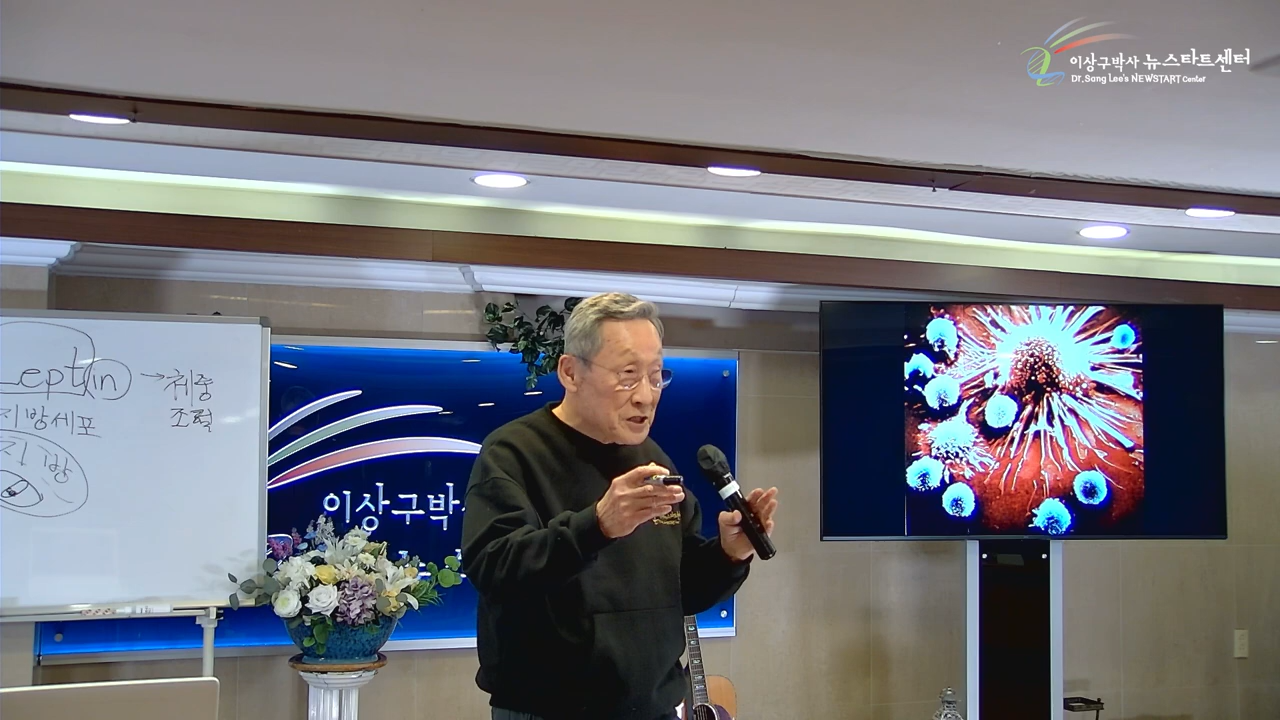 이상구박사 뉴스타트센터
Dr. Sang Lee's NEWSTART Center
Leptin → 체중
조절
지방세포
지방
이상구박